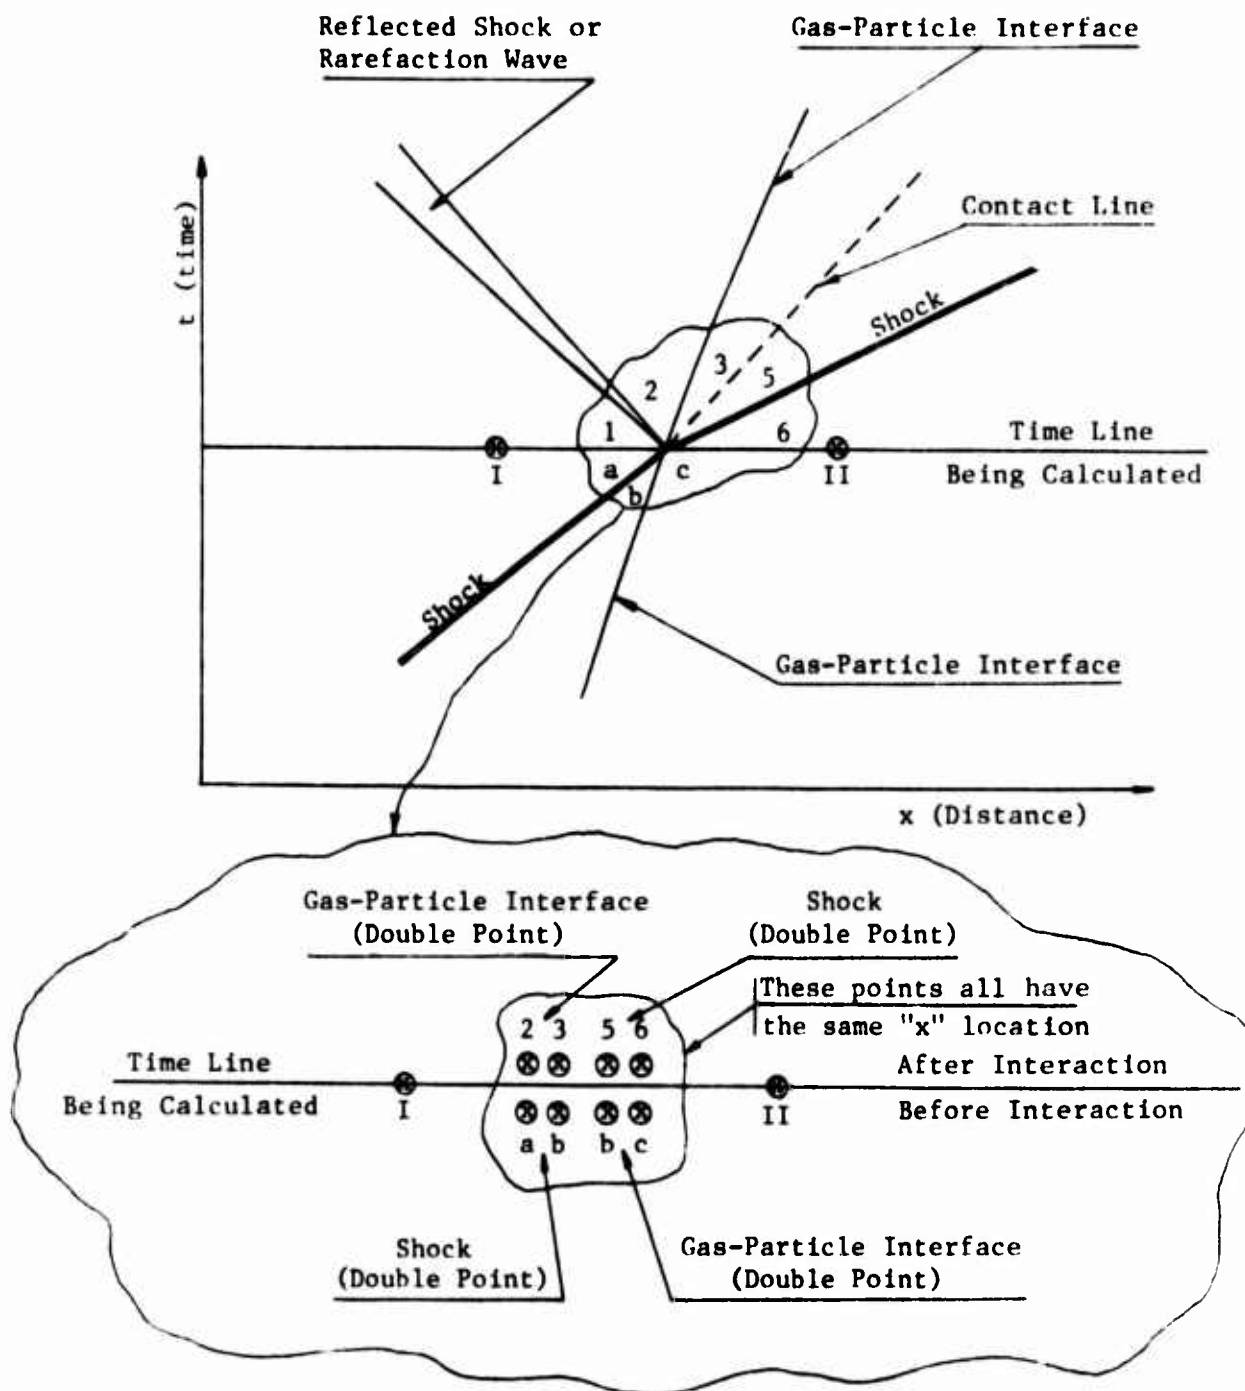 Reflected Shock or
Rarefaction Wave
Gas-Particle Interface
t (time)
Contact Line
Shock
3
2
5
1
6
Time Line
a
c
I
II
Being Calculated
b
Shock
Gas-Particle Interface
x (Distance)
Gas-Particle Interface
(Double Point)
Shock
(Double Point)
These points all have
the same "x" location
2 3 5 6
Time Line
After Interaction
Being Calculated
I
II
Before Interaction
a b b c
Shock
(Double Point)
Gas-Particle Interface
(Double Point)